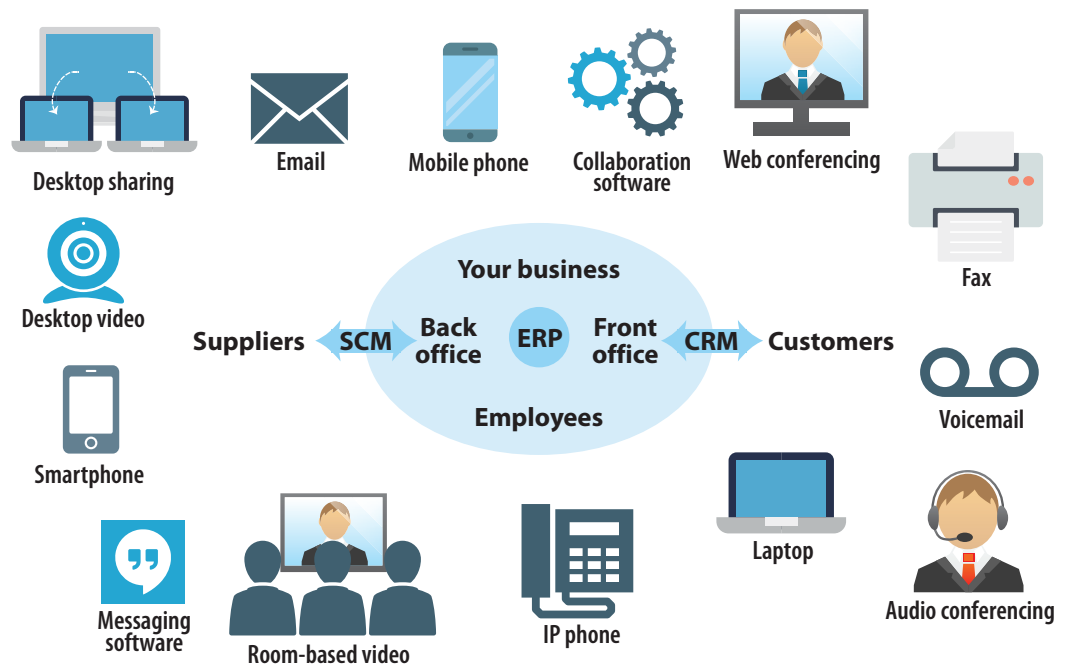 Desktop sharing
Email
Mobile phone
Collaboration
software
Web conferencing
Fax
Desktop video
Your business
Suppliers
SCM
Back
office
ERP
Front
office
CRM
Customers
Employees
Voicemail
Smartphone
Messaging
software
Room-based video
IP phone
Laptop
Audio conferencing